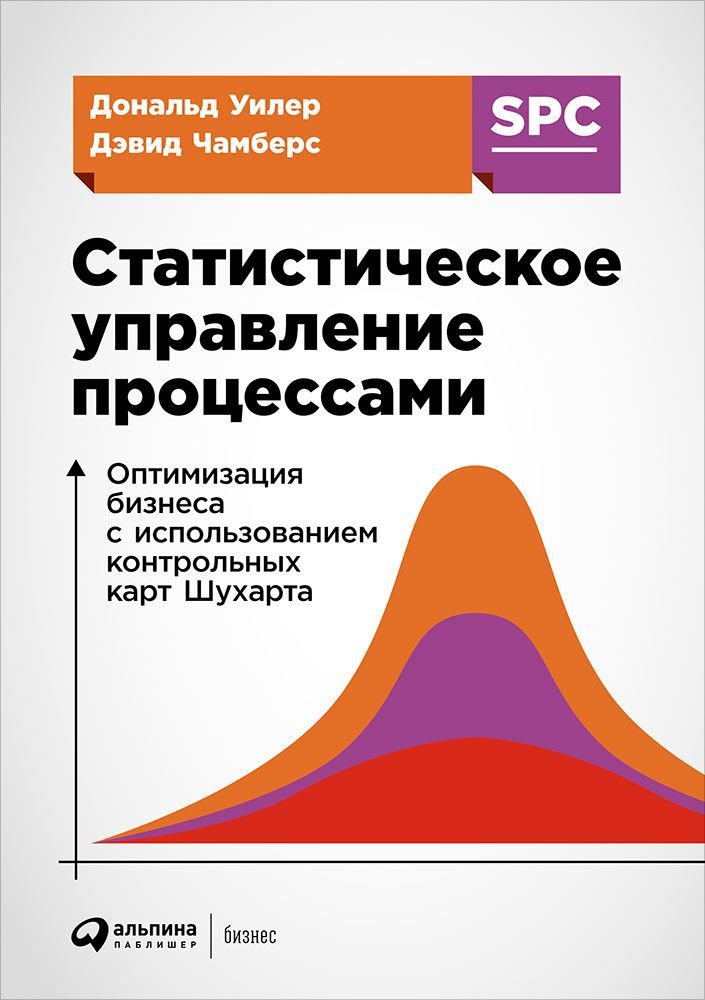 Дональд Уилер
Дэвид Чамберс
SPC
Статистическое
управление
процессами
Оптимизация
бизнеса
с использованием
контрольных
карт Шухарта
альпина
ПАБЛИШЕР
бизнес